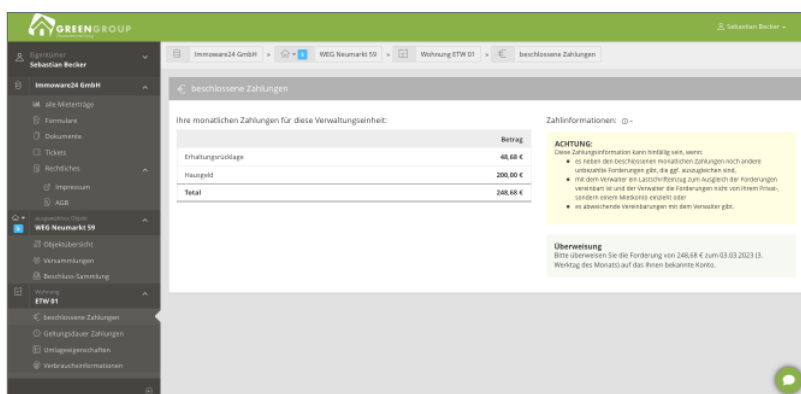 GREENGROUP
Sebastian Becker
Eigentümer
Sebastian Becker
Immoware24 GmbH » 5 WEG Neumarkt 59 » Wohnung ETW 01 » beschlossene Zahlungen
Immoware24 GmbH
alle Mieterträge
Formulare
Dokumente
Tickets
Rechtliches
Impressum
AGB
ausgewähltes Objekt
WEG Neumarkt 59
5
Objektübersicht
Versammlungen
Beschluss-Sammlung
Wohnung
ETW 01
beschlossene Zahlungen
Geltungsdauer Zahlungen
Umlageeigenschaften
Verbrauchsinformationen
beschlossene Zahlungen
Ihre monatlichen Zahlungen für diese Verwaltungseinheit:
Betrag
Erhaltungsrücklage 48,68 €
Hausgeld 200,00 €
Total 248,68 €
Zahlinformationen:
ACHTUNG:
Diese Zahlungsinformation kann hinfällig sein, wenn:
es neben den beschlossenen monatlichen Zahlungen noch andere
unbezahlte Forderungen gibt, die ggf. auszugleichen sind,
mit dem Verwalter ein Lastschrifteinzug zum Ausgleich der Forderungen
vereinbart ist und der Verwalter die Forderungen nicht von Ihrem Privat-,
sondern einem Mietkonto einzieht oder
es abweichende Vereinbarungen mit dem Verwalter gibt.
Überweisung
Bitte überweisen Sie die Forderung von 248,68 € zum 03.03.2023 (3.
Werktag des Monats) auf das Ihnen bekannte Konto.